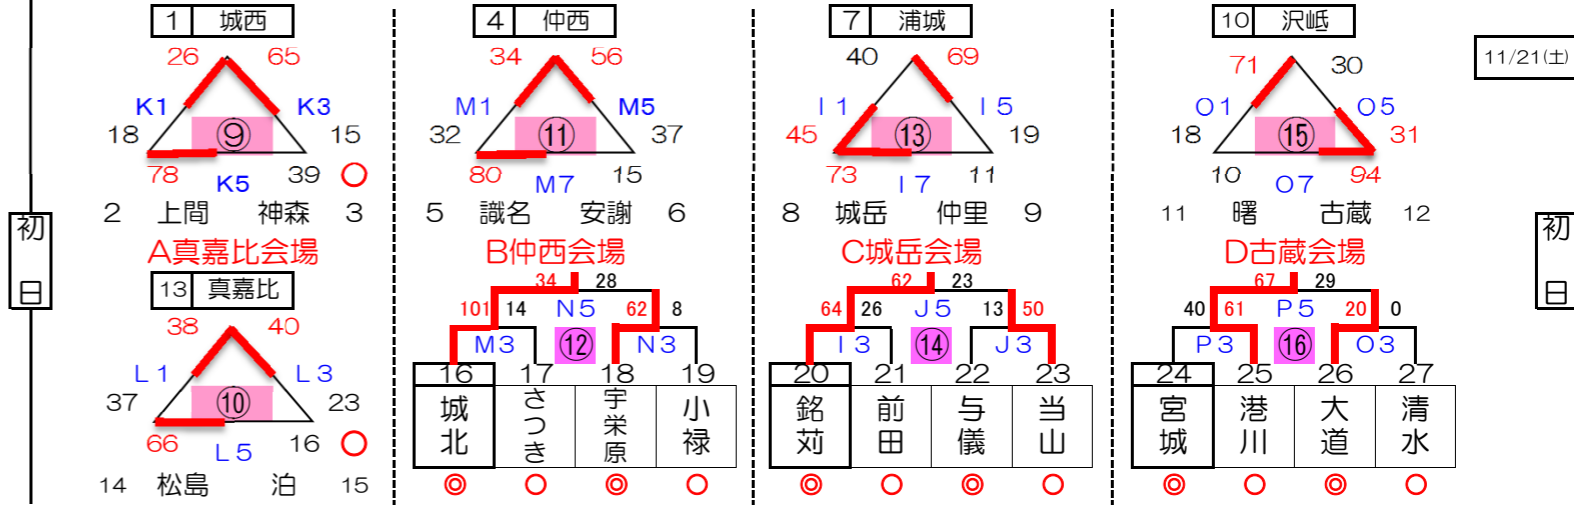 1 城西 4 仲西 7 浦城 10 沢岻
26 65 34 56 40 69 71 30 11/21(土)
K1 K3 M1 M5 I1 I5 O1 O5
18 ⑨ 15 32 ⑪ 37 45 ⑬ 19 18 ⑮ 31
78 K5 39 ○ 80 M7 15 73 I7 11 10 O7 94
2 上間 神森 3 5 識名 安謝 6 8 城岳 仲里 9 11 曙 古蔵 12
初日 初日
A真嘉比会場 B仲西会場 C城岳会場 D古蔵会場
13 真嘉比 34 28 62 23 67 29
38 40 101 14 N5 62 8 64 26 J5 13 50 40 61 P5 20 0
L1 L3 M3 ⑫ N3 I3 ⑭ J3 P3 ⑯ O3
37 ⑩ 23 16 17 18 19 20 21 22 23 24 25 26 27
66 L5 16 ○ 城北 さつき 宇栄原 小禄 銘苅 前田 与儀 当山 宮城 港川 大道 清水
14 松島 泊 15 ◎ ○ ◎ ○ ◎ ○ ◎ ○ ◎ ○ ◎ ○